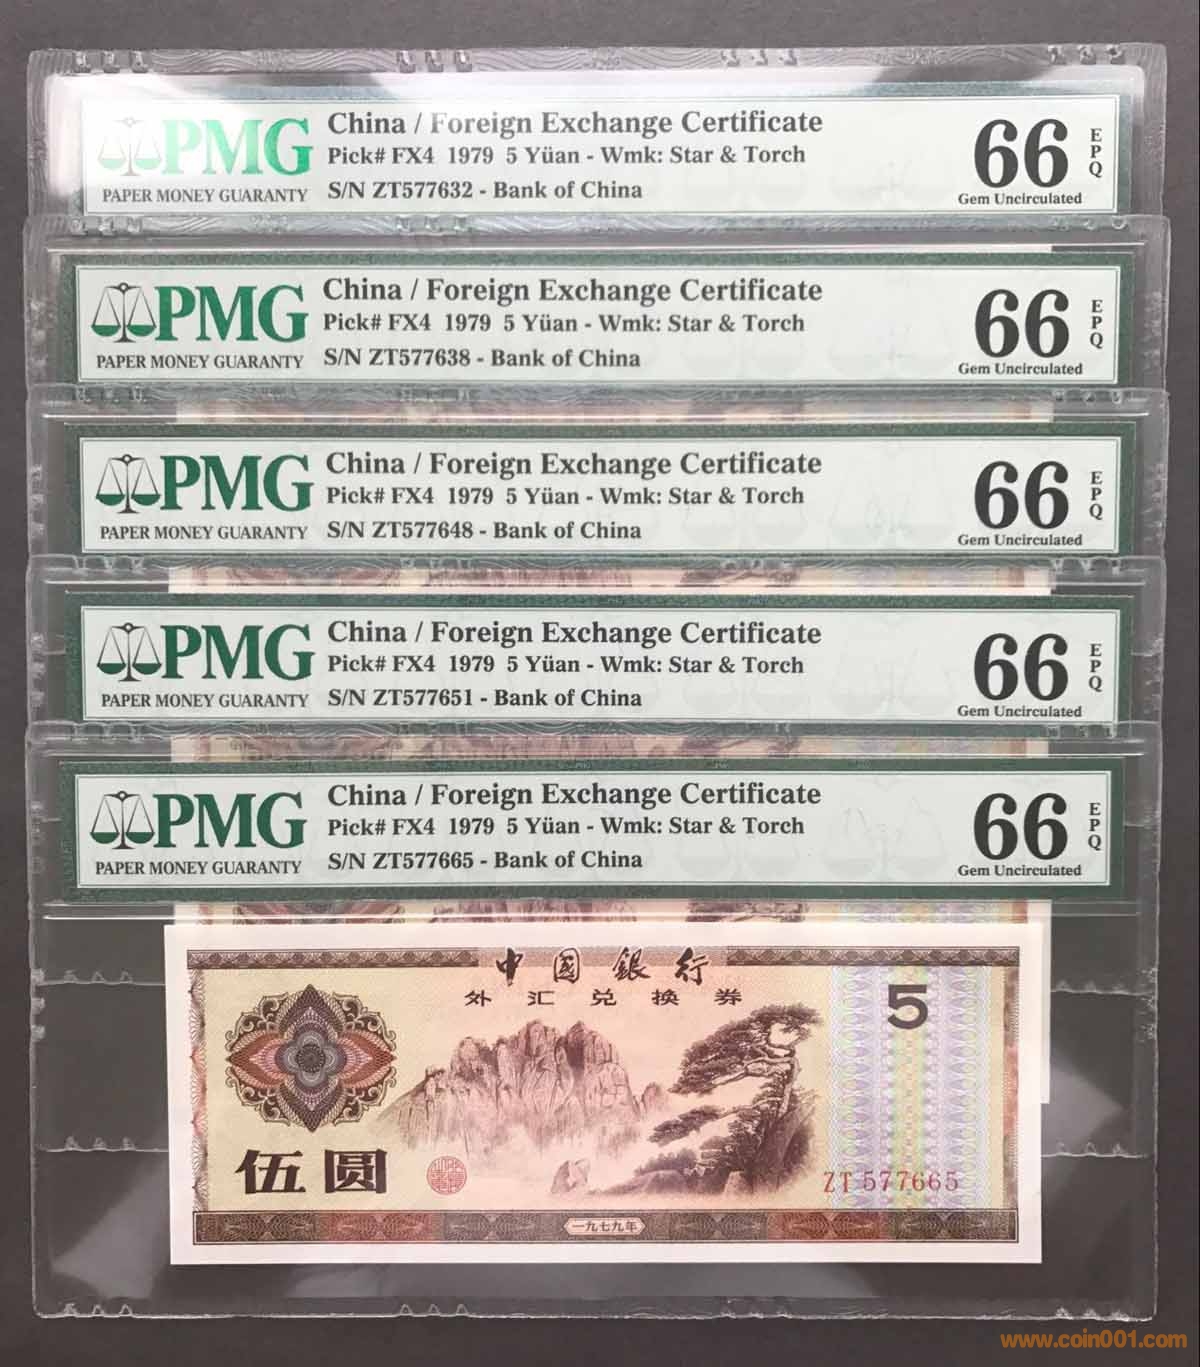 PMG
PAPER MONEY GUARANTY
China / Foreign Exchange Certificate
Pick# FX4 1979 5 Yüan - Wmk: Star & Torch
S/N ZT577632 - Bank of China
66
EPQ
Gem Uncirculated
PMG
PAPER MONEY GUARANTY
China / Foreign Exchange Certificate
Pick# FX4 1979 5 Yüan - Wmk: Star & Torch
S/N ZT577638 - Bank of China
66
EPQ
Gem Uncirculated
PMG
PAPER MONEY GUARANTY
China / Foreign Exchange Certificate
Pick# FX4 1979 5 Yüan - Wmk: Star & Torch
S/N ZT577648 - Bank of China
66
EPQ
Gem Uncirculated
PMG
PAPER MONEY GUARANTY
China / Foreign Exchange Certificate
Pick# FX4 1979 5 Yüan - Wmk: Star & Torch
S/N ZT577651 - Bank of China
66
EPQ
Gem Uncirculated
PMG
PAPER MONEY GUARANTY
China / Foreign Exchange Certificate
Pick# FX4 1979 5 Yüan - Wmk: Star & Torch
S/N ZT577665 - Bank of China
66
EPQ
Gem Uncirculated
中国銀行
外汇兑换券
5
伍圆
ZT 577665
一九七九年
www.coin001.com